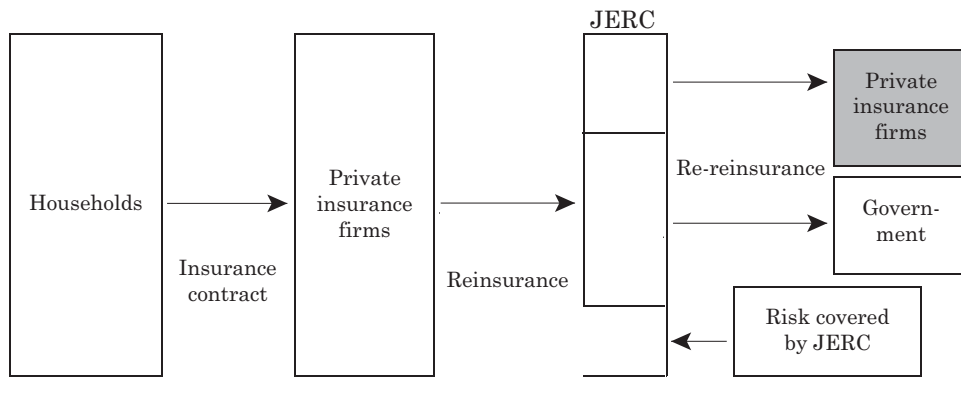 JERC
Households
Insurance
contract
Private
insurance
firms
Reinsurance
Private
insurance
firms
Re-reinsurance
Govern-
ment
Risk covered
by JERC